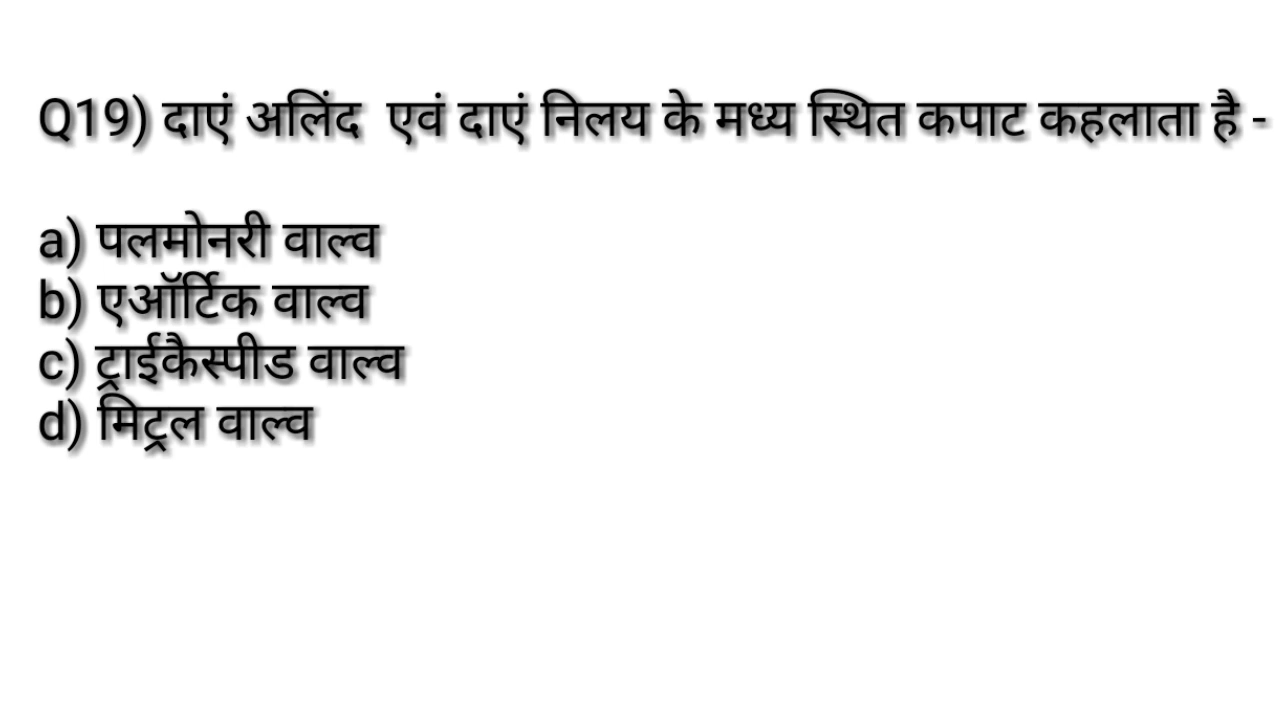 Q19) दाएं अलिंद एवं दाएं निलय के मध्य स्थित कपाट कहलाता है -
a) पलमोनरी वाल्व
b) एऑर्टिक वाल्व
c) ट्राईकैस्पीड वाल्व
d) मिट्रल वाल्व